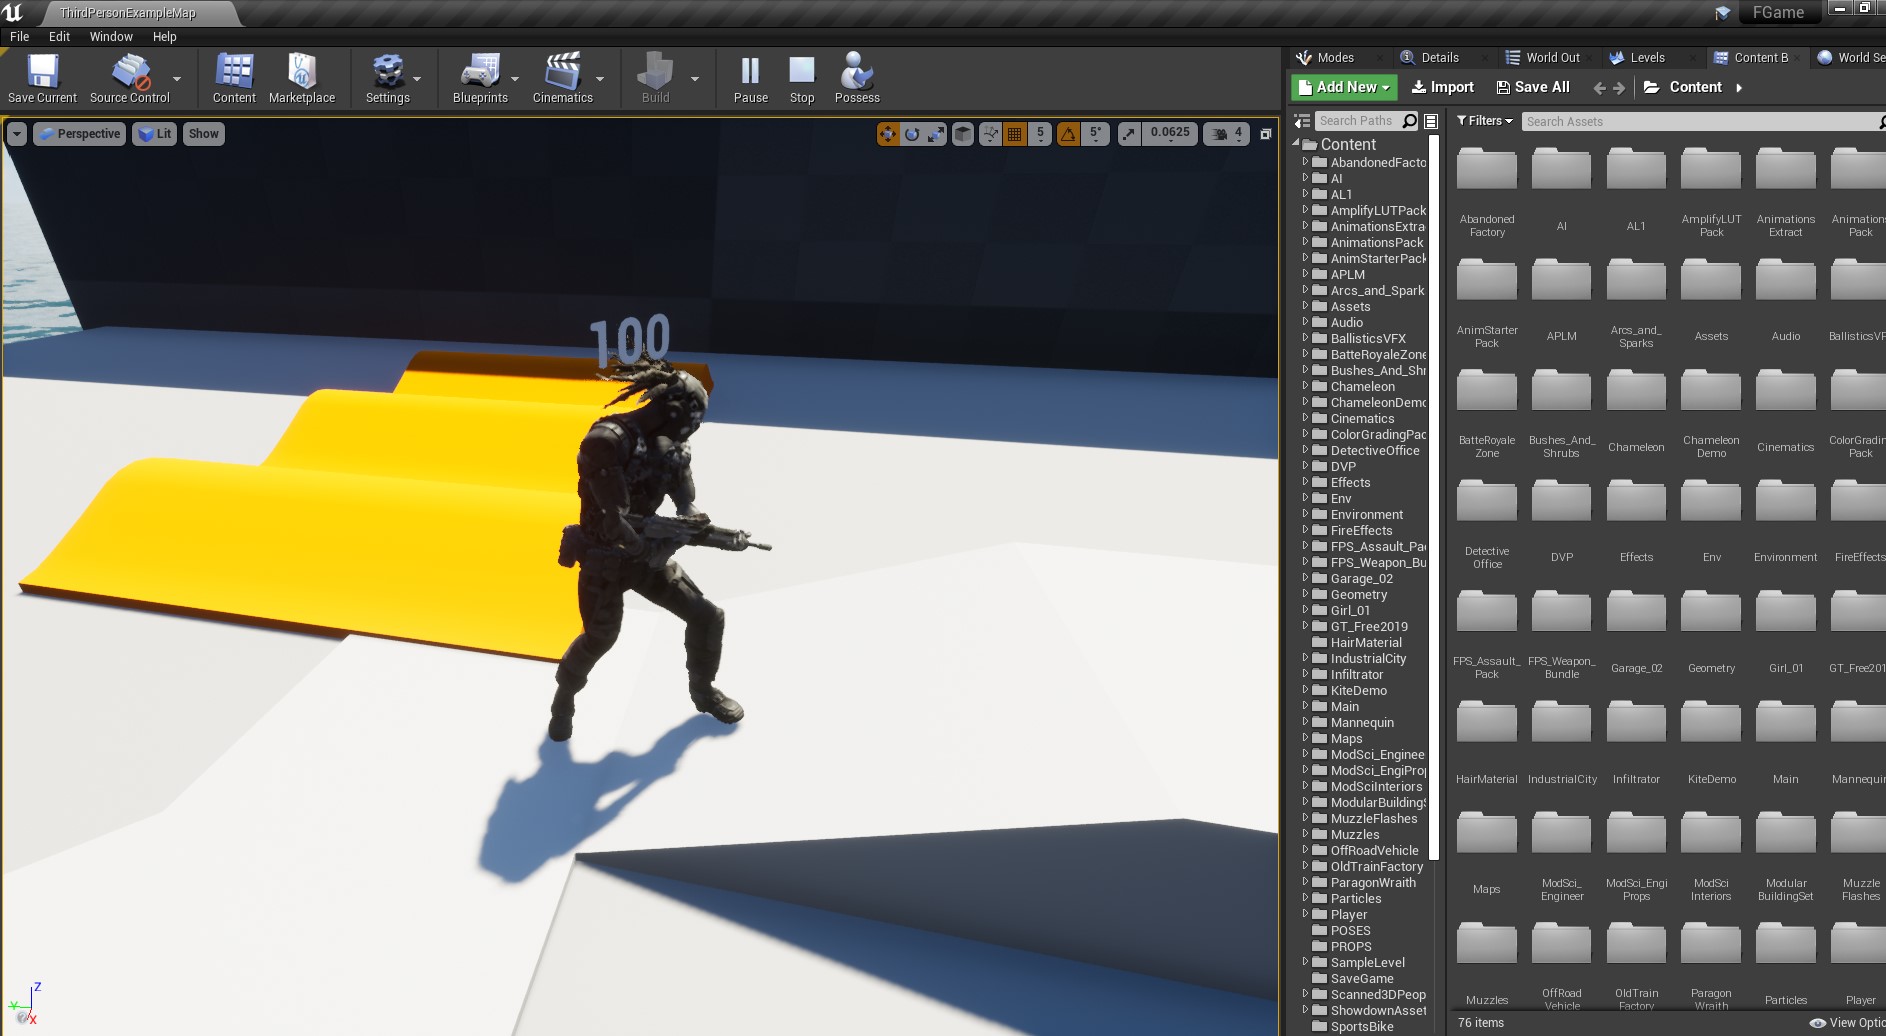 ThirdPersonExampleMap
FGame
File Edit Window Help
Save Current Source Control Content Marketplace Settings Blueprints Cinematics Build Pause Stop Possess
Modes Details World Out Levels Content B World Se
Add New Import Save All Content
Perspective Lit Show 5 5° 0.0625 4
Search Paths Filters Search Assets
100
Content
AbandonedFacto
AI
AL1
AmplifyLUTPack
AnimationsExtra
AnimationsPack
AnimStarterPack
APLM
Arcs_and_Spark
Assets
Audio
BallisticsVFX
BatteRoyaleZone
Bushes_And_Shr
Chameleon
ChameleonDemo
Cinematics
ColorGradingPac
DetectiveOffice
DVP
Effects
Env
Environment
FireEffects
FPS_Assault_Pac
FPS_Weapon_Bu
Garage_02
Geometry
Girl_01
GT_Free2019
HairMaterial
IndustrialCity
Infiltrator
KiteDemo
Main
Mannequin
Maps
ModSci_Enginee
ModSci_EngiProp
ModSciInteriors
ModularBuildingS
MuzzleFlashes
Muzzles
OffRoadVehicle
OldTrainFactory
ParagonWraith
Particles
Player
POSES
PROPS
SampleLevel
SaveGame
Scanned3DPeop
ShowdownAsset
SportsBike
Abandoned AI AL1 AmplifyLUT Animations Animations
Factory Pack Extract Pack
AnimStarter APLM Arcs_and_ Assets Audio BallisticsVF
Pack Sparks
BatteRoyale Bushes_And_ Chameleon Chameleon Cinematics ColorGradin
Zone Shrubs Demo Pack
Detective DVP Effects Env Environment FireEffects
Office
FPS_Assault_ FPS_Weapon_ Garage_02 Geometry Girl_01 GT_Free201
Pack Bundle
HairMaterial IndustrialCity Infiltrator KiteDemo Main Mannequin
Maps ModSci_ ModSci_Engi ModSci Modular Muzzle
Engineer Props Interiors BuildingSet Flashes
Muzzles OffRoad OldTrain Paragon Particles Player
Vehicle Factory Wraith
76 items View Optio
Z
Y
X